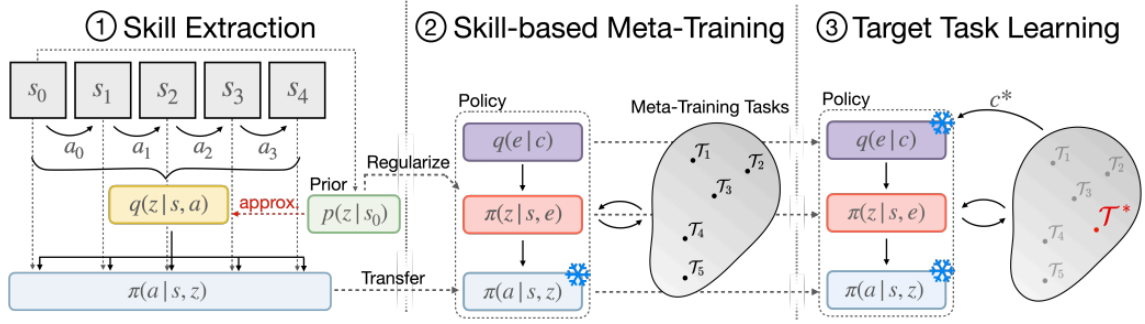 ① Skill Extraction
s₀ s₁ s₂ s₃ s₄
a₀ a₁ a₂ a₃
q(z|s, a)
approx.
Prior
p(z|s₀)
π(a|s, z)
Regularize
Transfer
② Skill-based Meta-Training
Policy
q(e|c)
π(z|s, e)
π(a|s, z)
Meta-Training Tasks
𝒯₁
𝒯₂
𝒯₃
𝒯₄
𝒯₅
③ Target Task Learning
Policy
q(e|c)
π(z|s, e)
π(a|s, z)
c*
𝒯₁
𝒯₂
𝒯₃
𝒯*
𝒯₄
𝒯₅